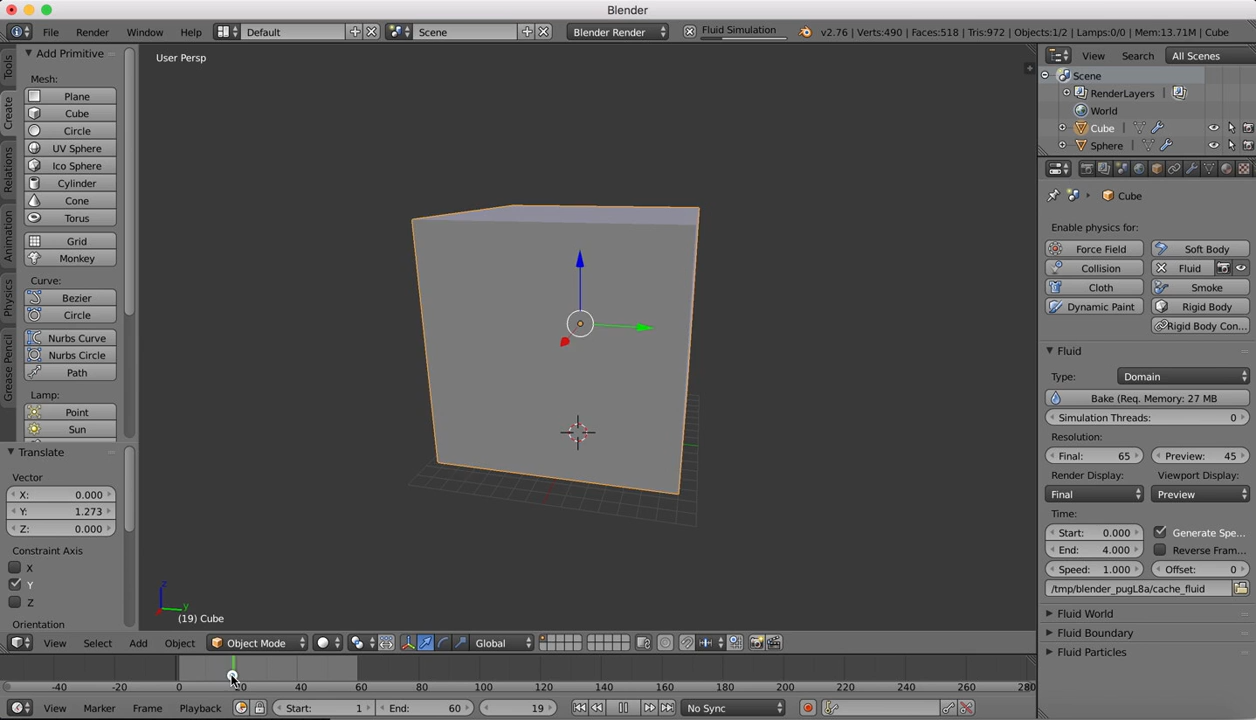 Blender
File Render Window Help Default Scene Blender Render Fluid Simulation v2.76 | Verts:490 | Faces:518 | Tris:972 | Objects:1/2 | Lamps:0/0 | Mem:13.71M | Cube
Tools
Create
Relations
Animation
Physics
Grease Pencil
Add Primitive
Mesh:
Plane
Cube
Circle
UV Sphere
Ico Sphere
Cylinder
Cone
Torus
Grid
Monkey
Curve:
Bezier
Circle
Nurbs Curve
Nurbs Circle
Path
Lamp:
Point
Sun
Translate
Vector
X: 0.000
Y: 1.273
Z: 0.000
Constraint Axis
X
Y
Z
Orientation
User Persp
z
y
(19) Cube
View Select Add Object Object Mode Global
-40 -20 0 20 40 60 80 100 120 140 160 180 200 220 240 260 280
View Marker Frame Playback Start: 1 End: 60 19 No Sync
View Search All Scenes
Scene
RenderLayers |
World
Cube |
Sphere |
Cube
Enable physics for:
Force Field Soft Body
Collision Fluid
Cloth Smoke
Dynamic Paint Rigid Body
Rigid Body Con...
Fluid
Type: Domain
Bake (Req. Memory: 27 MB
Simulation Threads: 0
Resolution:
Final: 65 Preview: 45
Render Display: Viewport Display:
Final Preview
Time:
Start: 0.000 Generate Spe...
End: 4.000 Reverse Fram...
Speed: 1.000 Offset: 0
/tmp/blender_pugL8a/cache_fluid
Fluid World
Fluid Boundary
Fluid Particles